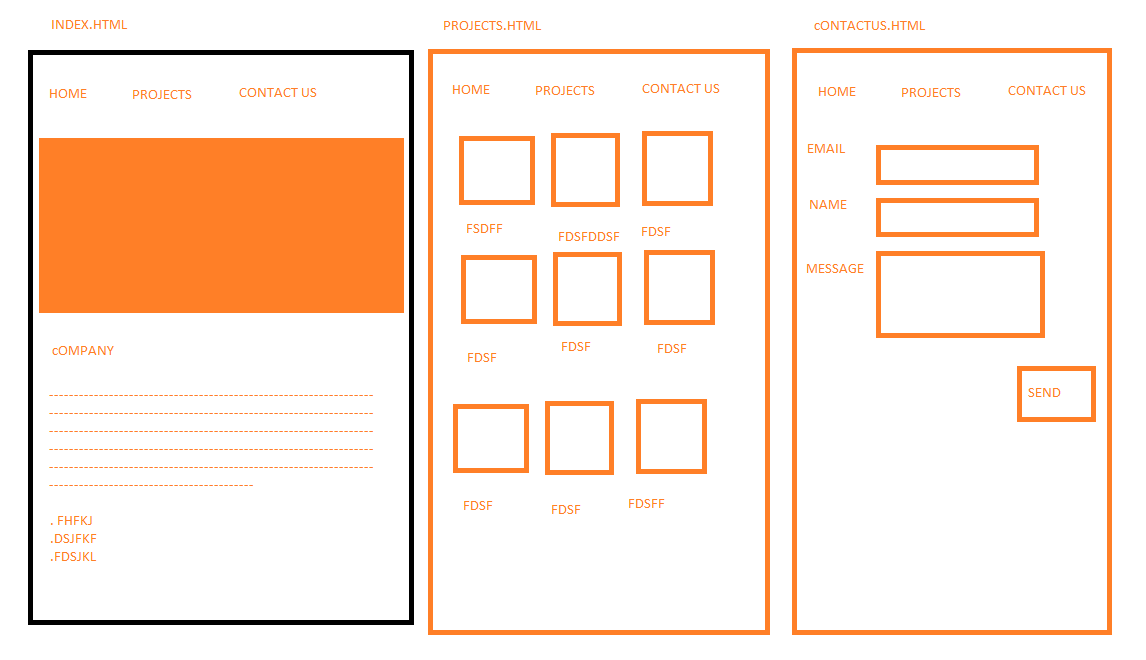 INDEX.HTML
HOME PROJECTS CONTACT US
cOMPANY
. FHFKJ
.DSJFKF
.FDSJKL
PROJECTS.HTML
HOME PROJECTS CONTACT US
FSDFF FDSFDDSF FDSF
FDSF FDSF FDSF
FDSF FDSF FDSFF
cONTACTUS.HTML
HOME PROJECTS CONTACT US
EMAIL
NAME
MESSAGE
SEND